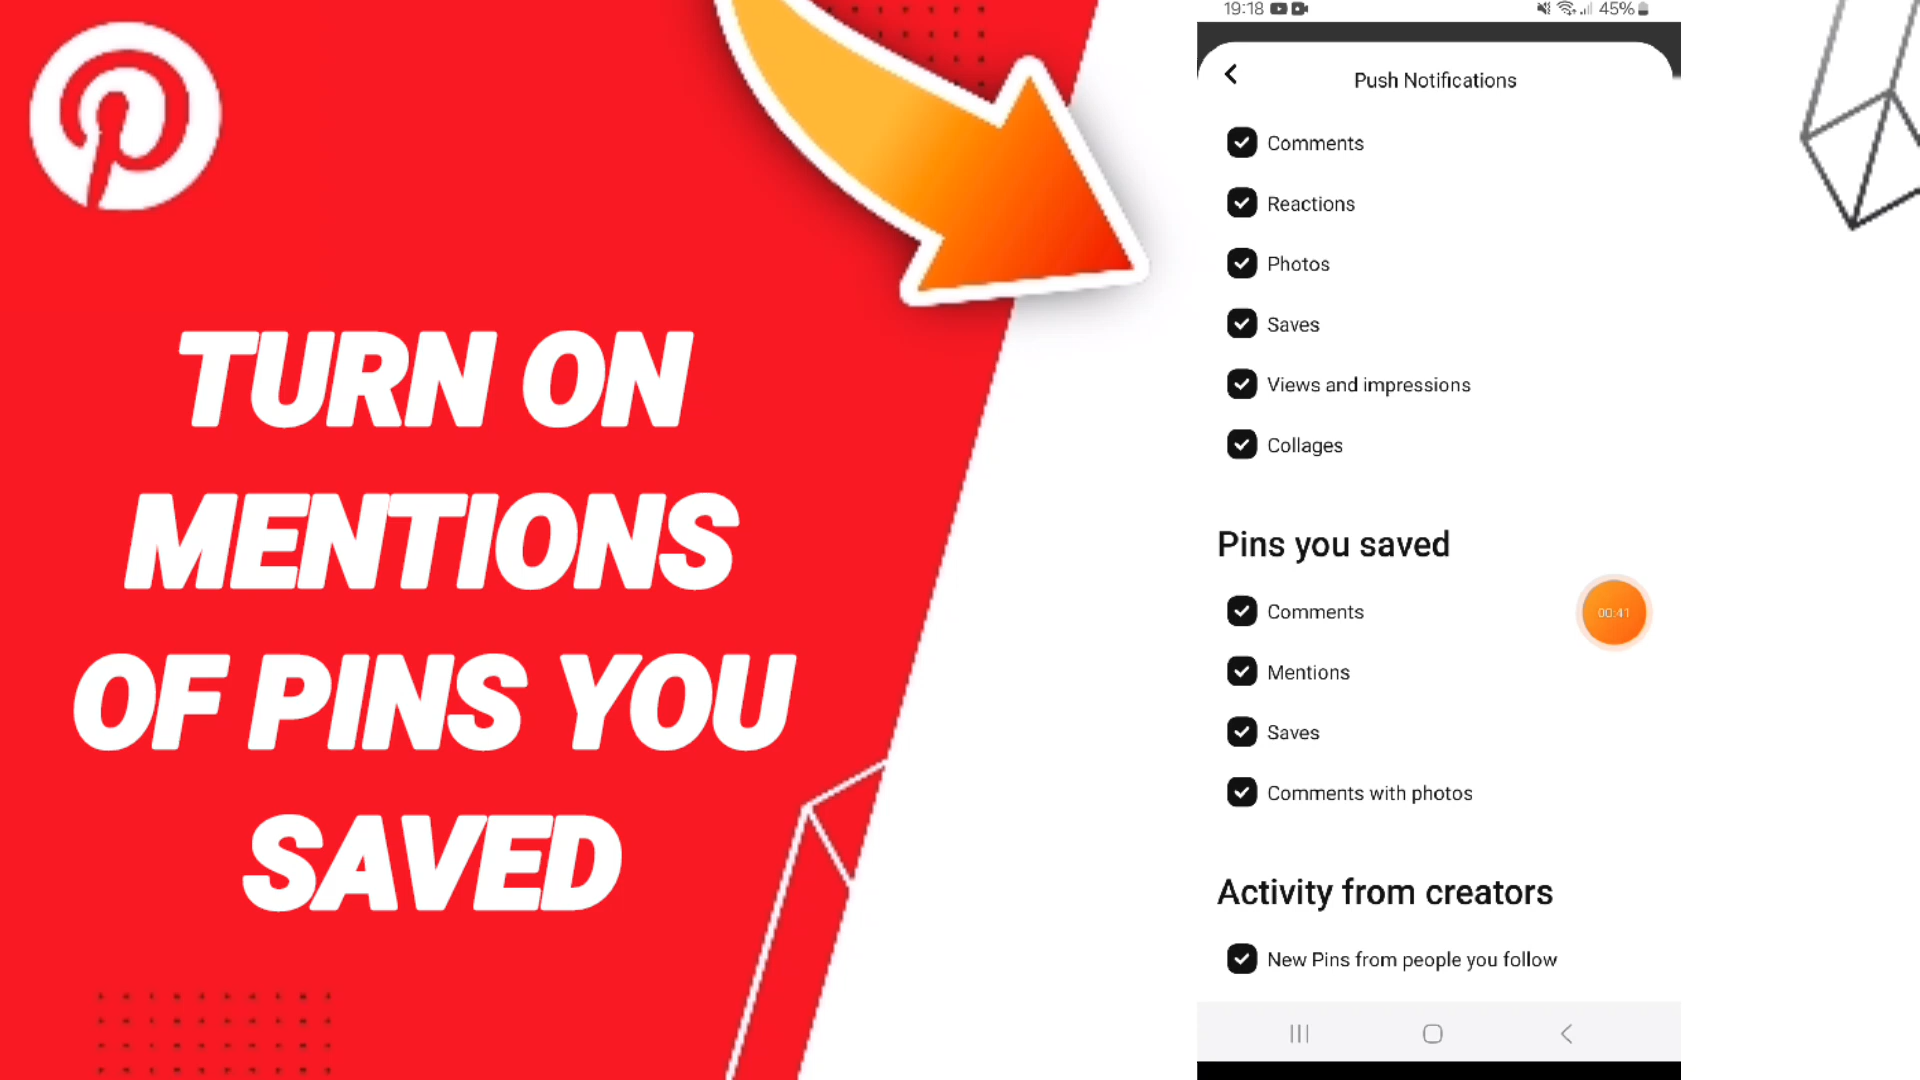 TURN ON
MENTIONS
OF PINS YOU
SAVED
19:18
45%
Push Notifications
Comments
Reactions
Photos
Saves
Views and impressions
Collages
Pins you saved
Comments
00:41
Mentions
Saves
Comments with photos
Activity from creators
New Pins from people you follow